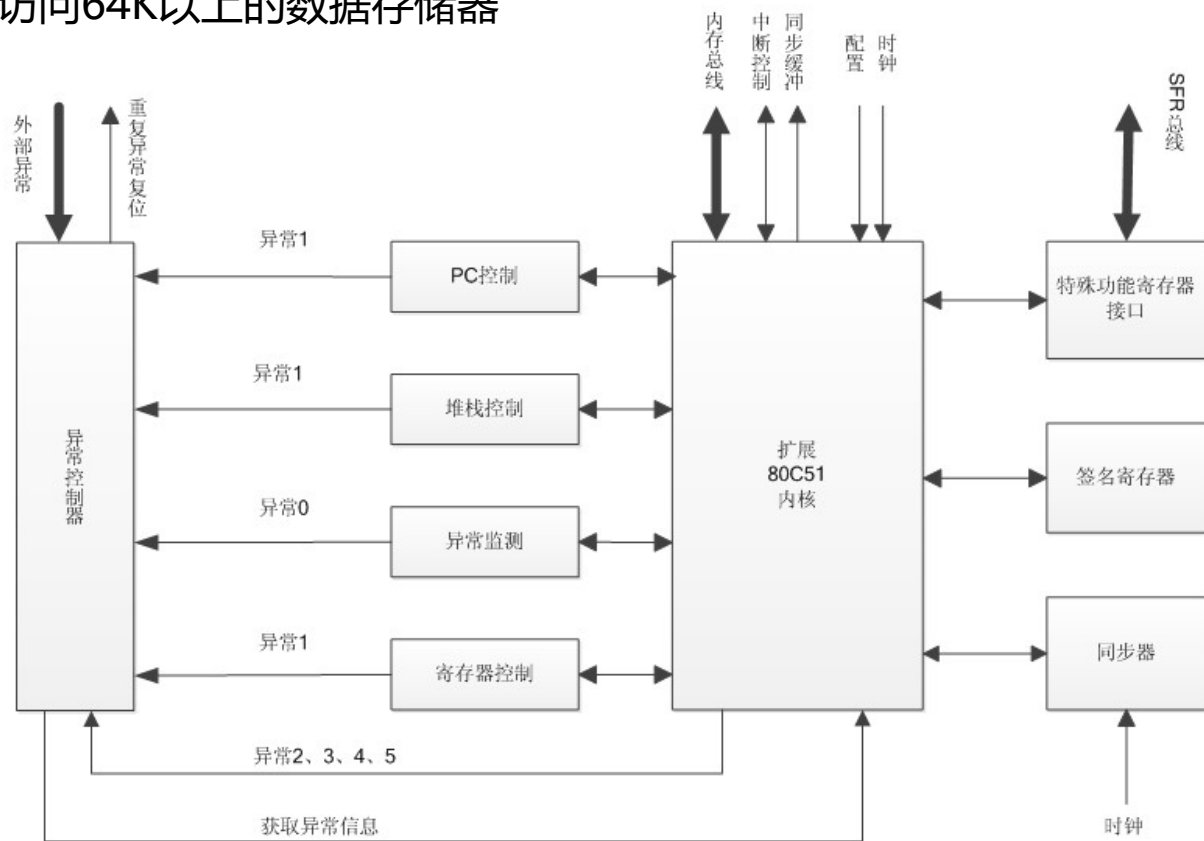 访问64K以上的数据存储器
内存总线
中断控制
同步缓冲
配置
时钟
SFR总线
外部异常
重复异常复位
异常1
PC控制
特殊功能寄存器
接口
异常1
堆栈控制
异常控制器
扩展
80C51
内核
签名寄存器
异常0
异常监测
异常1
寄存器控制
同步器
异常2、3、4、5
获取异常信息
时钟